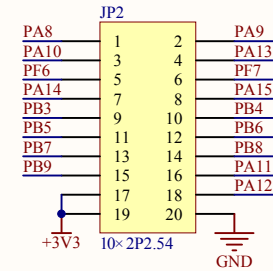 JP2
PA8 1 2 PA9
PA10 3 4 PA13
PF6 5 6 PF7
PA14 7 8 PA15
PB3 9 10 PB4
PB5 11 12 PB6
PB7 13 14 PB8
PB9 15 16 PA11
17 18 PA12
19 20
+3V3 10×2P2.54 GND